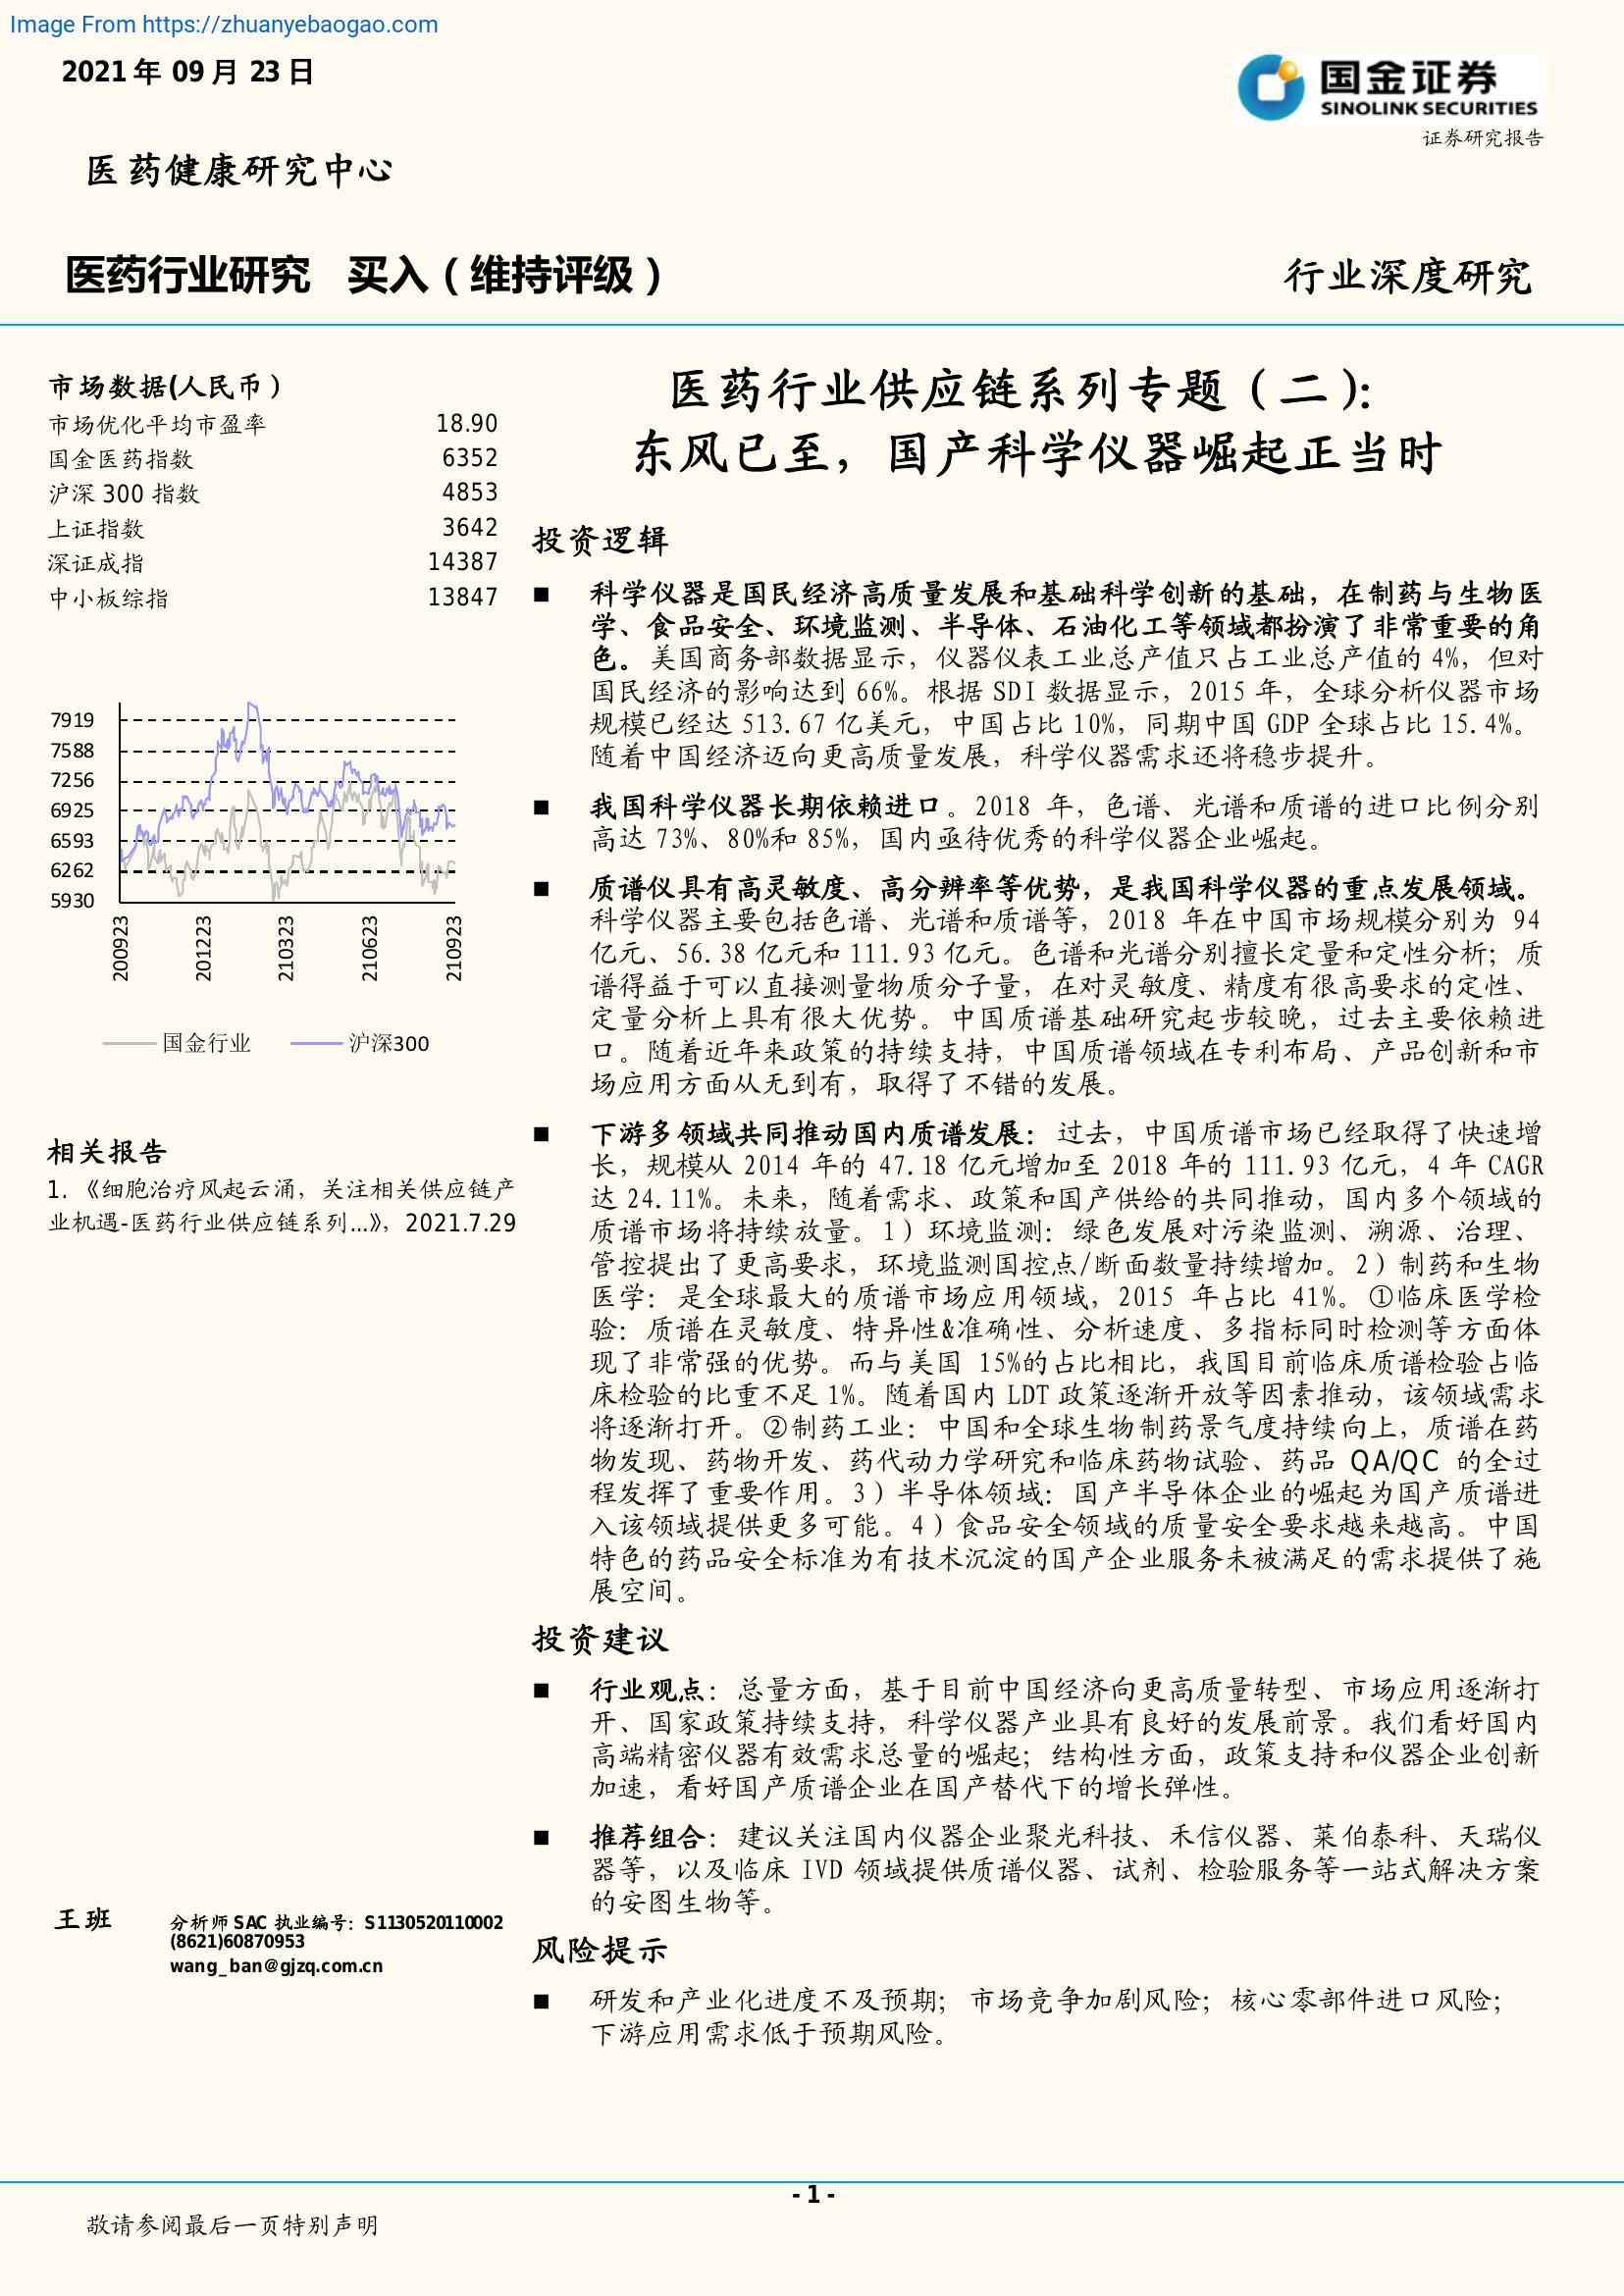 Image From https://zhuanyebaogao.com
2021 年 09 月 23 日
国金证券
SINOLINK SECURITIES
证券研究报告
医药健康研究中心
医药行业研究 买入（维持评级）
行业深度研究
市场数据(人民币）
市场优化平均市盈率 18.90
国金医药指数 6352
沪深 300 指数 4853
上证指数 3642
深证成指 14387
中小板综指 13847
7919
7588
7256
6925
6593
6262
5930
200923
201223
210323
210623
210923
国金行业 沪深300
相关报告
1. 《细胞治疗风起云涌，关注相关供应链产
业机遇-医药行业供应链系列...》，2021.7.29
王班
分析师 SAC 执业编号：S1130520110002
(8621)60870953
wang_ban@gjzq.com.cn
医药行业供应链系列专题（二）：
东风已至，国产科学仪器崛起正当时
投资逻辑
■ 科学仪器是国民经济高质量发展和基础科学创新的基础，在制药与生物医
学、食品安全、环境监测、半导体、石油化工等领域都扮演了非常重要的角
色。美国商务部数据显示，仪器仪表工业总产值只占工业总产值的 4%，但对
国民经济的影响达到 66%。根据 SDI 数据显示，2015 年，全球分析仪器市场
规模已经达 513.67 亿美元，中国占比 10%，同期中国 GDP 全球占比 15.4%。
随着中国经济迈向更高质量发展，科学仪器需求还将稳步提升。
■ 我国科学仪器长期依赖进口。2018 年，色谱、光谱和质谱的进口比例分别
高达 73%、80%和 85%，国内亟待优秀的科学仪器企业崛起。
■ 质谱仪具有高灵敏度、高分辨率等优势，是我国科学仪器的重点发展领域。
科学仪器主要包括色谱、光谱和质谱等，2018 年在中国市场规模分别为 94
亿元、56.38 亿元和 111.93 亿元。色谱和光谱分别擅长定量和定性分析；质
谱得益于可以直接测量物质分子量，在对灵敏度、精度有很高要求的定性、
定量分析上具有很大优势。中国质谱基础研究起步较晚，过去主要依赖进
口。随着近年来政策的持续支持，中国质谱领域在专利布局、产品创新和市
场应用方面从无到有，取得了不错的发展。
■ 下游多领域共同推动国内质谱发展：过去，中国质谱市场已经取得了快速增
长，规模从 2014 年的 47.18 亿元增加至 2018 年的 111.93 亿元，4 年 CAGR
达 24.11%。未来，随着需求、政策和国产供给的共同推动，国内多个领域的
质谱市场将持续放量。1）环境监测：绿色发展对污染监测、溯源、治理、
管控提出了更高要求，环境监测国控点/断面数量持续增加。2）制药和生物
医学：是全球最大的质谱市场应用领域，2015 年占比 41%。①临床医学检
验：质谱在灵敏度、特异性&准确性、分析速度、多指标同时检测等方面体
现了非常强的优势。而与美国 15%的占比相比，我国目前临床质谱检验占临
床检验的比重不足 1%。随着国内 LDT 政策逐渐开放等因素推动，该领域需求
将逐渐打开。②制药工业：中国和全球生物制药景气度持续向上，质谱在药
物发现、药物开发、药代动力学研究和临床药物试验、药品 QA/QC 的全过
程发挥了重要作用。3）半导体领域：国产半导体企业的崛起为国产质谱进
入该领域提供更多可能。4）食品安全领域的质量安全要求越来越高。中国
特色的药品安全标准为有技术沉淀的国产企业服务未被满足的需求提供了施
展空间。
投资建议
■ 行业观点：总量方面，基于目前中国经济向更高质量转型、市场应用逐渐打
开、国家政策持续支持，科学仪器产业具有良好的发展前景。我们看好国内
高端精密仪器有效需求总量的崛起；结构性方面，政策支持和仪器企业创新
加速，看好国产质谱企业在国产替代下的增长弹性。
■ 推荐组合：建议关注国内仪器企业聚光科技、禾信仪器、莱伯泰科、天瑞仪
器等，以及临床 IVD 领域提供质谱仪器、试剂、检验服务等一站式解决方案
的安图生物等。
风险提示
■ 研发和产业化进度不及预期；市场竞争加剧风险；核心零部件进口风险；
下游应用需求低于预期风险。
- 1 -
敬请参阅最后一页特别声明